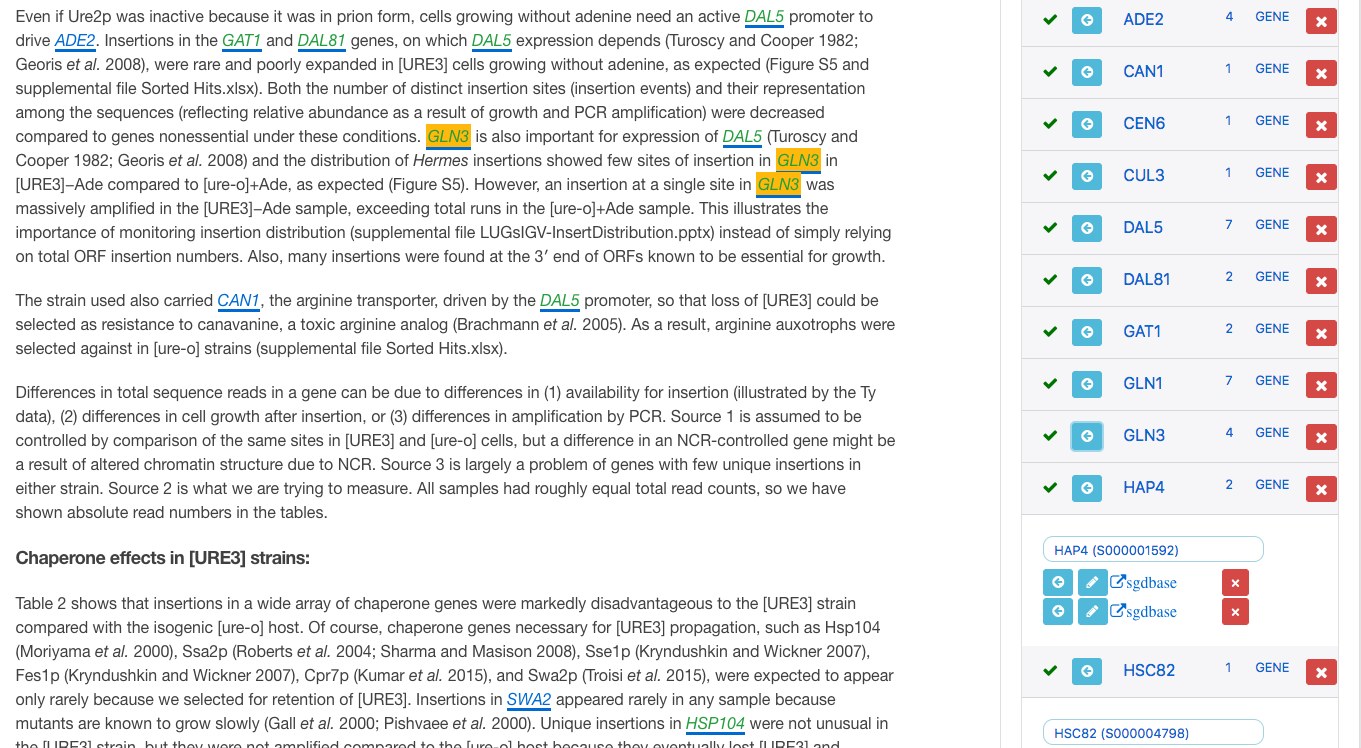 Even if Ure2p was inactive because it was in prion form, cells growing without adenine need an active DAL5 promoter to
drive ADE2. Insertions in the GAT1 and DAL81 genes, on which DAL5 expression depends (Turoscy and Cooper 1982;
Georis et al. 2008), were rare and poorly expanded in [URE3] cells growing without adenine, as expected (Figure S5 and
supplemental file Sorted Hits.xlsx). Both the number of distinct insertion sites (insertion events) and their representation
among the sequences (reflecting relative abundance as a result of growth and PCR amplification) were decreased
compared to genes nonessential under these conditions. GLN3 is also important for expression of DAL5 (Turoscy and
Cooper 1982; Georis et al. 2008) and the distribution of Hermes insertions showed few sites of insertion in GLN3 in
[URE3]−Ade compared to [ure-o]+Ade, as expected (Figure S5). However, an insertion at a single site in GLN3 was
massively amplified in the [URE3]−Ade sample, exceeding total runs in the [ure-o]+Ade sample. This illustrates the
importance of monitoring insertion distribution (supplemental file LUGsIGV-InsertDistribution.pptx) instead of simply relying
on total ORF insertion numbers. Also, many insertions were found at the 3′ end of ORFs known to be essential for growth.
The strain used also carried CAN1, the arginine transporter, driven by the DAL5 promoter, so that loss of [URE3] could be
selected as resistance to canavanine, a toxic arginine analog (Brachmann et al. 2005). As a result, arginine auxotrophs were
selected against in [ure-o] strains (supplemental file Sorted Hits.xlsx).
Differences in total sequence reads in a gene can be due to differences in (1) availability for insertion (illustrated by the Ty
data), (2) differences in cell growth after insertion, or (3) differences in amplification by PCR. Source 1 is assumed to be
controlled by comparison of the same sites in [URE3] and [ure-o] cells, but a difference in an NCR-controlled gene might be
a result of altered chromatin structure due to NCR. Source 3 is largely a problem of genes with few unique insertions in
either strain. Source 2 is what we are trying to measure. All samples had roughly equal total read counts, so we have
shown absolute read numbers in the tables.
Chaperone effects in [URE3] strains:
Table 2 shows that insertions in a wide array of chaperone genes were markedly disadvantageous to the [URE3] strain
compared with the isogenic [ure-o] host. Of course, chaperone genes necessary for [URE3] propagation, such as Hsp104
(Moriyama et al. 2000), Ssa2p (Roberts et al. 2004; Sharma and Masison 2008), Sse1p (Kryndushkin and Wickner 2007),
Fes1p (Kryndushkin and Wickner 2007), Cpr7p (Kumar et al. 2015), and Swa2p (Troisi et al. 2015), were expected to appear
only rarely because we selected for retention of [URE3]. Insertions in SWA2 appeared rarely in any sample because
mutants are known to grow slowly (Gall et al. 2000; Pishvaee et al. 2000). Unique insertions in HSP104 were not unusual in
the [URE3] strain, but they were not amplified compared to the [ure-o] host because they eventually lost [URE3] and
ADE2 4 GENE
CAN1 1 GENE
CEN6 1 GENE
CUL3 1 GENE
DAL5 7 GENE
DAL81 2 GENE
GAT1 2 GENE
GLN1 7 GENE
GLN3 4 GENE
HAP4 2 GENE
HAP4 (S000001592)
sgdbase
sgdbase
HSC82 1 GENE
HSC82 (S000004798)